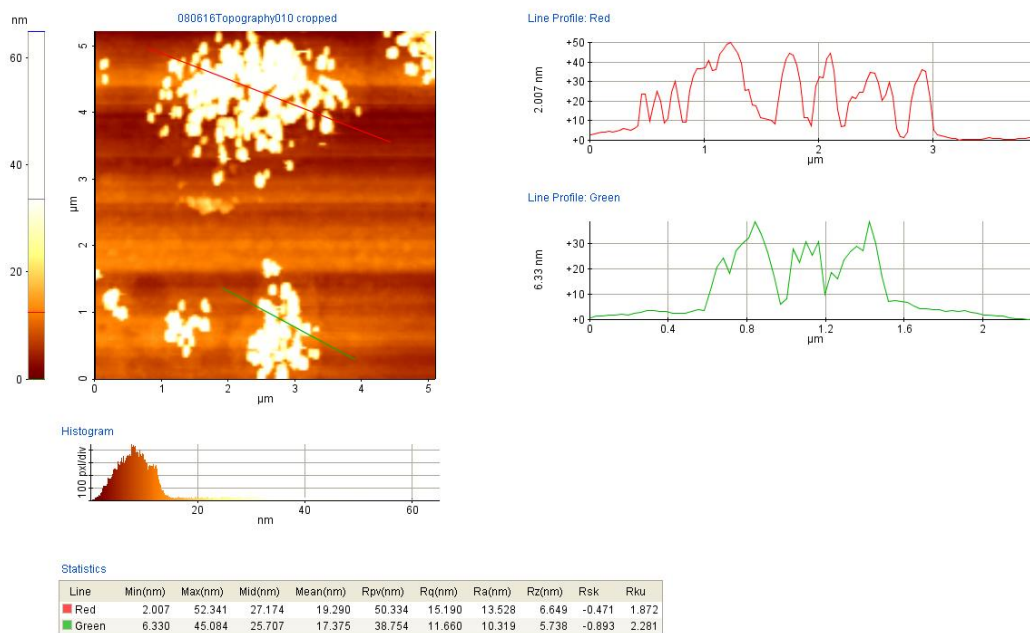 nm
080616Topography010 cropped
60
40
20
0
5
4
3
2
1
0
μm
0 1 2 3 4 5
μm
Line Profile: Red
2.007 nm
+50
+40
+30
+20
+10
+0
0 1 2 3
μm
Line Profile: Green
6.33 nm
+30
+20
+10
+0
0 0.4 0.8 1.2 1.6 2
μm
Histogram
100 pxl/div
20 40 60
nm
Statistics
Line Min(nm) Max(nm) Mid(nm) Mean(nm) Rpv(nm) Rq(nm) Ra(nm) Rz(nm) Rsk Rku
Red 2.007 52.341 27.174 19.290 50.334 15.190 13.528 6.649 -0.471 1.872
Green 6.330 45.084 25.707 17.375 38.754 11.660 10.319 5.738 -0.893 2.281